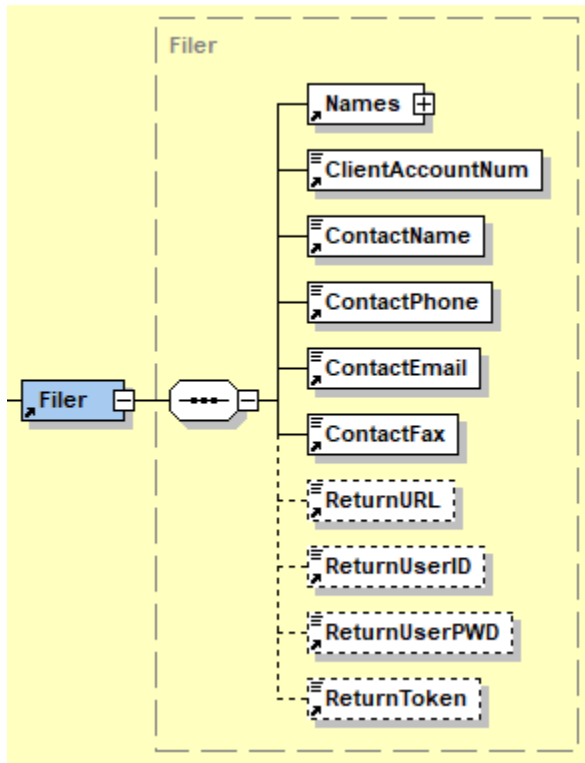 Filer
Names
ClientAccountNum
ContactName
ContactPhone
ContactEmail
Filer
ContactFax
ReturnURL
ReturnUserID
ReturnUserPWD
ReturnToken